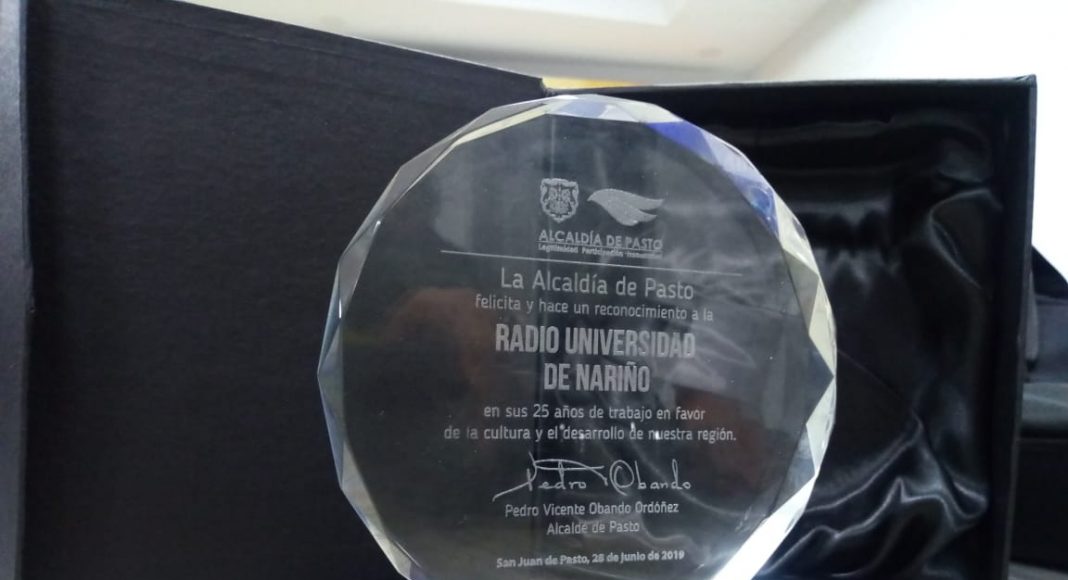 ALCALDÍA DE PASTO
Legitimidad Participación Honestidad
La Alcaldía de Pasto
felicita y hace un reconocimiento a la
RADIO UNIVERSIDAD
DE NARIÑO
en sus 25 años de trabajo en favor
de la cultura y el desarrollo de nuestra región.
Pedro Obando
Pedro Vicente Obando Ordóñez
Alcalde de Pasto
San Juan de Pasto, 28 de junio de 2019